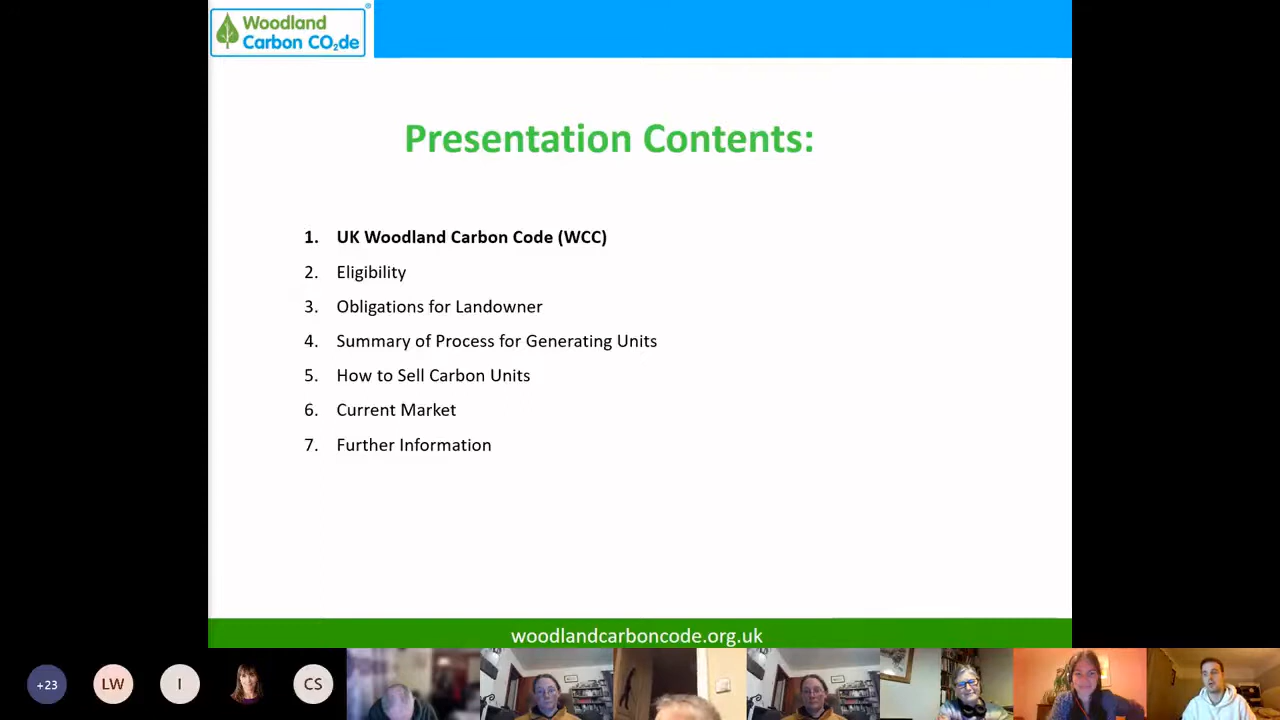 Woodland
Carbon CO₂de
®
Presentation Contents:
1. UK Woodland Carbon Code (WCC)
2. Eligibility
3. Obligations for Landowner
4. Summary of Process for Generating Units
5. How to Sell Carbon Units
6. Current Market
7. Further Information
woodlandcarboncode.org.uk
+23
LW
I
CS